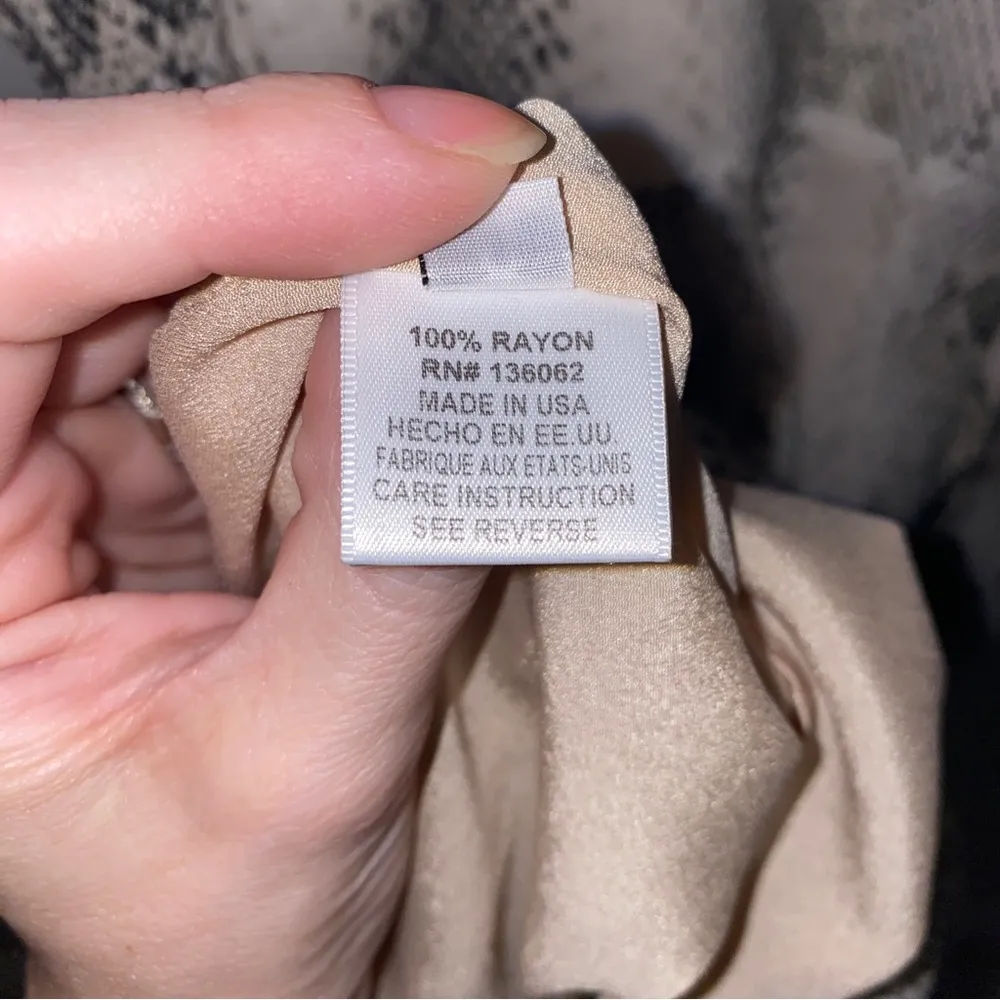 100% RAYON
RN# 136062
MADE IN USA
HECHO EN EE.UU.
FABRIQUE AUX ETATS-UNIS
CARE INSTRUCTION
SEE REVERSE